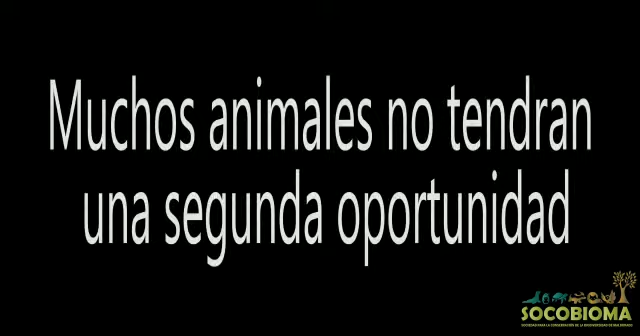 Muchos animales no tendran
una segunda oportunidad
SOCOBIOMA